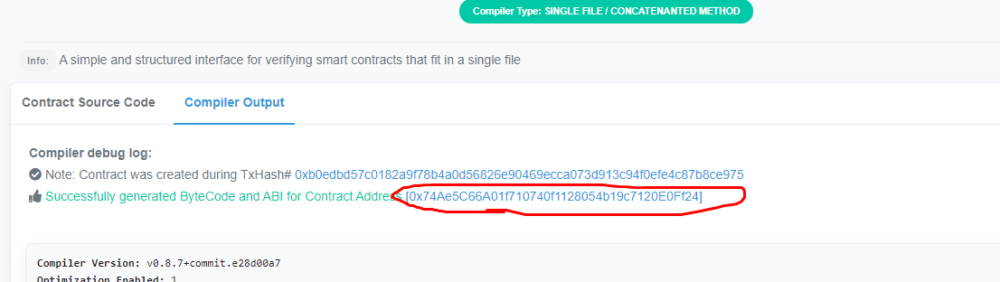 Compiler Type: SINGLE FILE / CONCATENANTED METHOD
Info: A simple and structured interface for verifying smart contracts that fit in a single file
Contract Source Code Compiler Output
Compiler debug log:
Note: Contract was created during TxHash# 0xb0edbd57c0182a9f78b4a0d56826e90469ecca073d913c94f0efe4c87b8ce975
Successfully generated ByteCode and ABI for Contract Address [0x74Ae5C66A01f710740f1128054b19c7120E0Ff24]
Compiler Version: v0.8.7+commit.e28d00a7
Optimization Enabled: 1